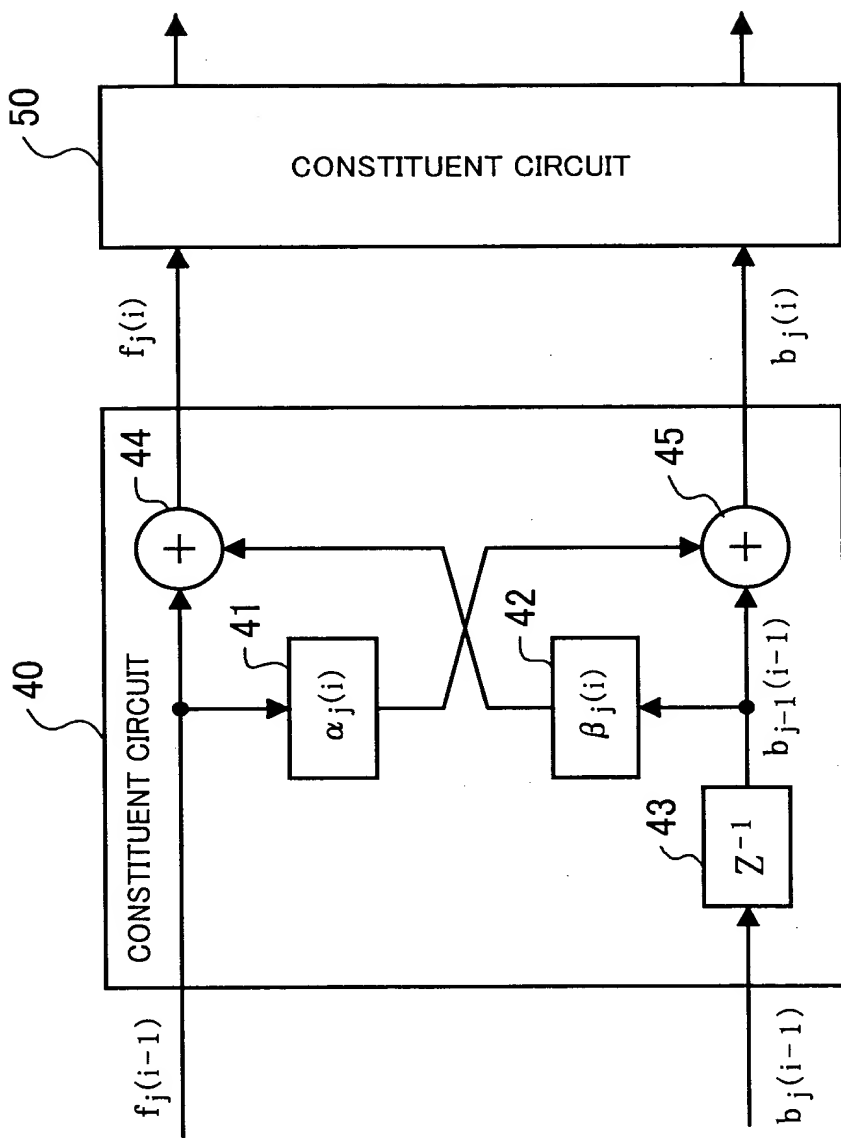 50
CONSTITUENT CIRCUIT
f_j(i)
b_j(i)
40
CONSTITUENT CIRCUIT
44
+
45
+
41
α_j(i)
42
β_j(i)
b_{j-1}(i-1)
43
Z^{-1}
f_j(i-1)
b_j(i-1)